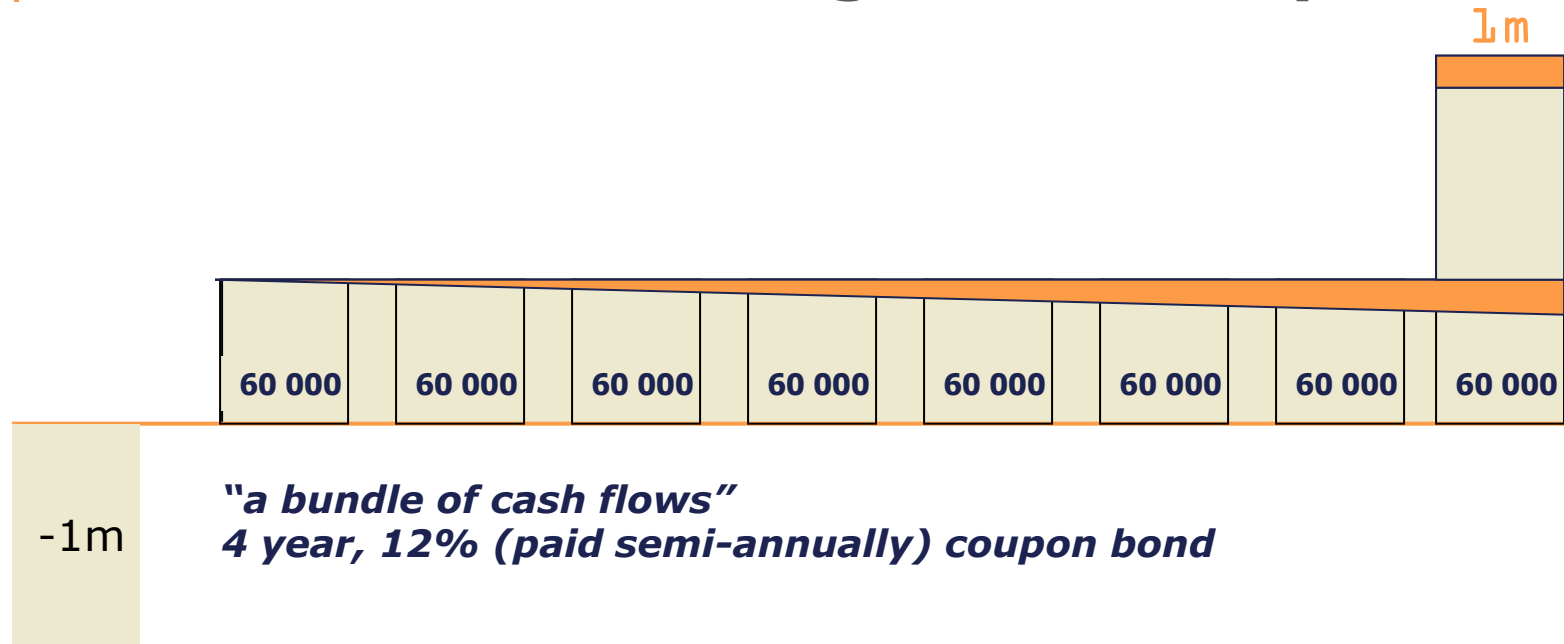 1m
60 000 60 000 60 000 60 000 60 000 60 000 60 000 60 000
“a bundle of cash flows”
-1m
4 year, 12% (paid semi-annually) coupon bond